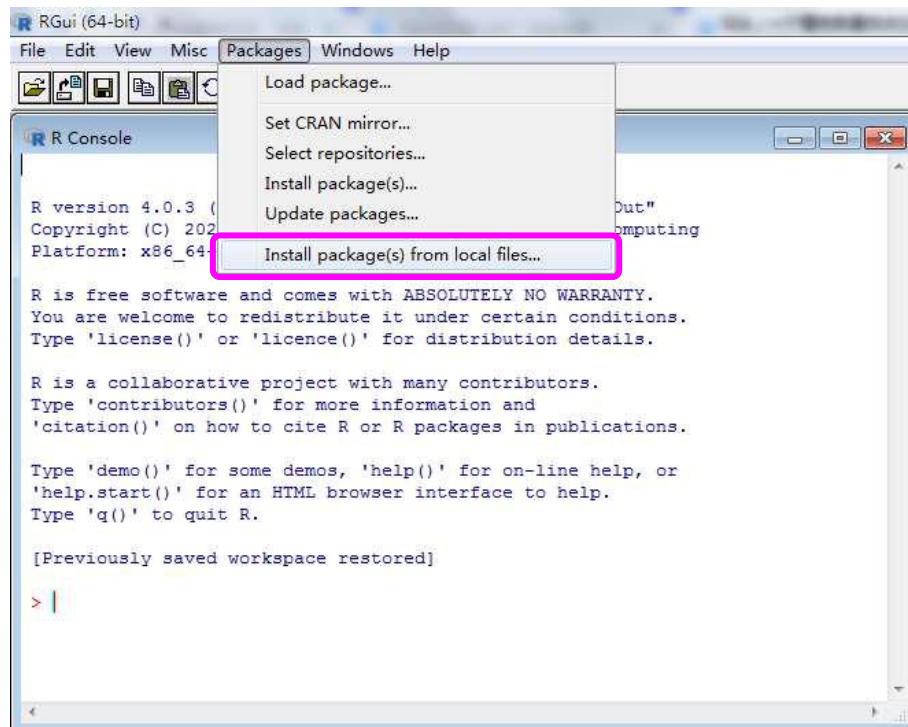 RGui (64-bit)
File Edit View Misc Packages Windows Help
Load package...
Set CRAN mirror...
Select repositories...
Install package(s)...
Update packages...
Install package(s) from local files...
R Console
R version 4.0.3 ( Out"
Copyright (C) 202 omputing
Platform: x86_64-
R is free software and comes with ABSOLUTELY NO WARRANTY.
You are welcome to redistribute it under certain conditions.
Type 'license()' or 'licence()' for distribution details.
R is a collaborative project with many contributors.
Type 'contributors()' for more information and
'citation()' on how to cite R or R packages in publications.
Type 'demo()' for some demos, 'help()' for on-line help, or
'help.start()' for an HTML browser interface to help.
Type 'q()' to quit R.
[Previously saved workspace restored]
>